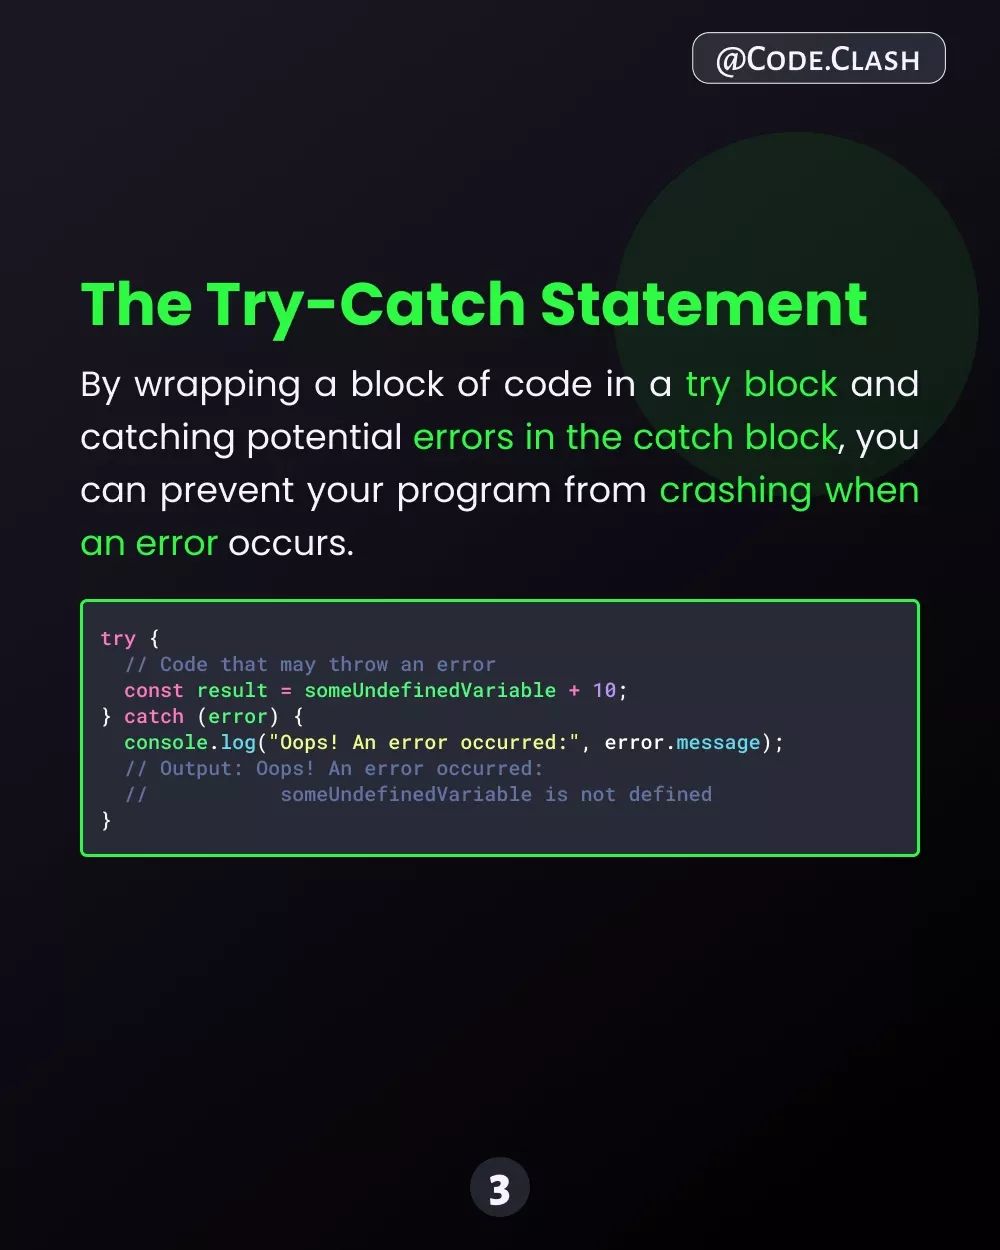 @Code.Clash
The Try-Catch Statement
By wrapping a block of code in a try block and
catching potential errors in the catch block, you
can prevent your program from crashing when
an error occurs.
try {
  // Code that may throw an error
  const result = someUndefinedVariable + 10;
} catch (error) {
  console.log("Oops! An error occurred:", error.message);
  // Output: Oops! An error occurred:
  //           someUndefinedVariable is not defined
}
3